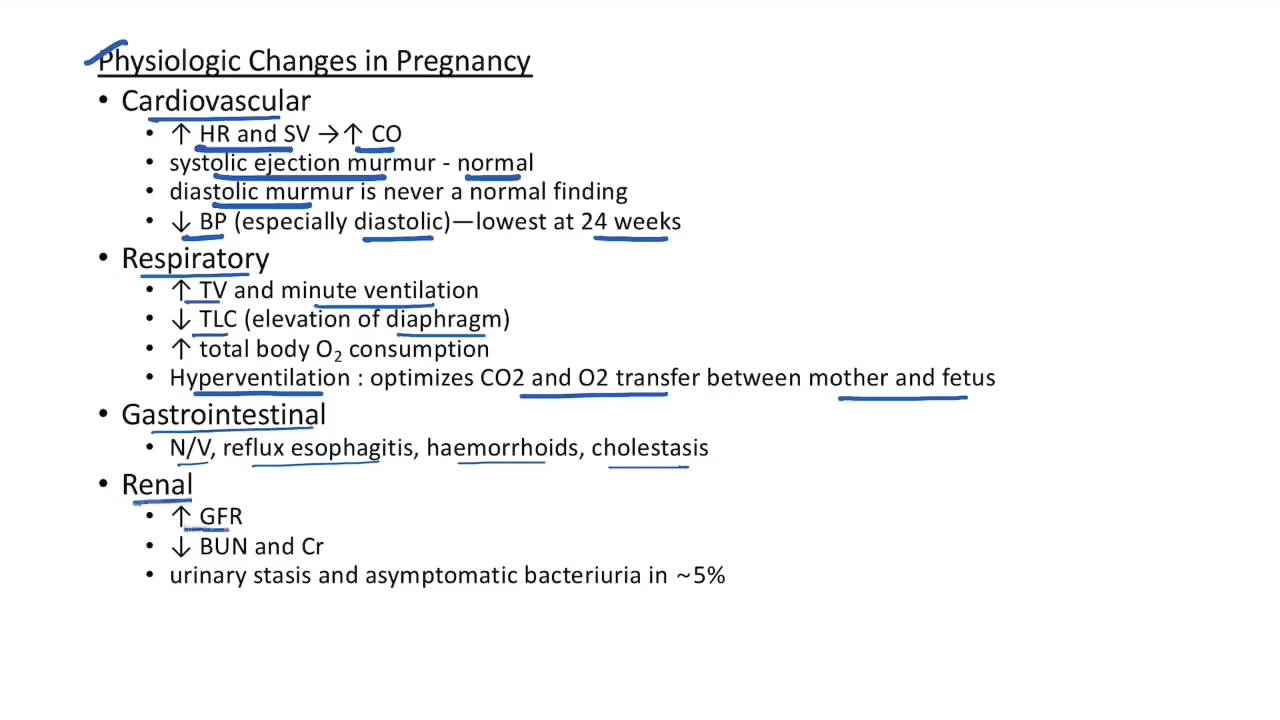 Physiologic Changes in Pregnancy
• Cardiovascular
• ↑ HR and SV →↑ CO
• systolic ejection murmur - normal
• diastolic murmur is never a normal finding
• ↓ BP (especially diastolic)—lowest at 24 weeks
• Respiratory
• ↑ TV and minute ventilation
• ↓ TLC (elevation of diaphragm)
• ↑ total body O₂ consumption
• Hyperventilation : optimizes CO2 and O2 transfer between mother and fetus
• Gastrointestinal
• N/V, reflux esophagitis, haemorrhoids, cholestasis
• Renal
• ↑ GFR
• ↓ BUN and Cr
• urinary stasis and asymptomatic bacteriuria in ~5%